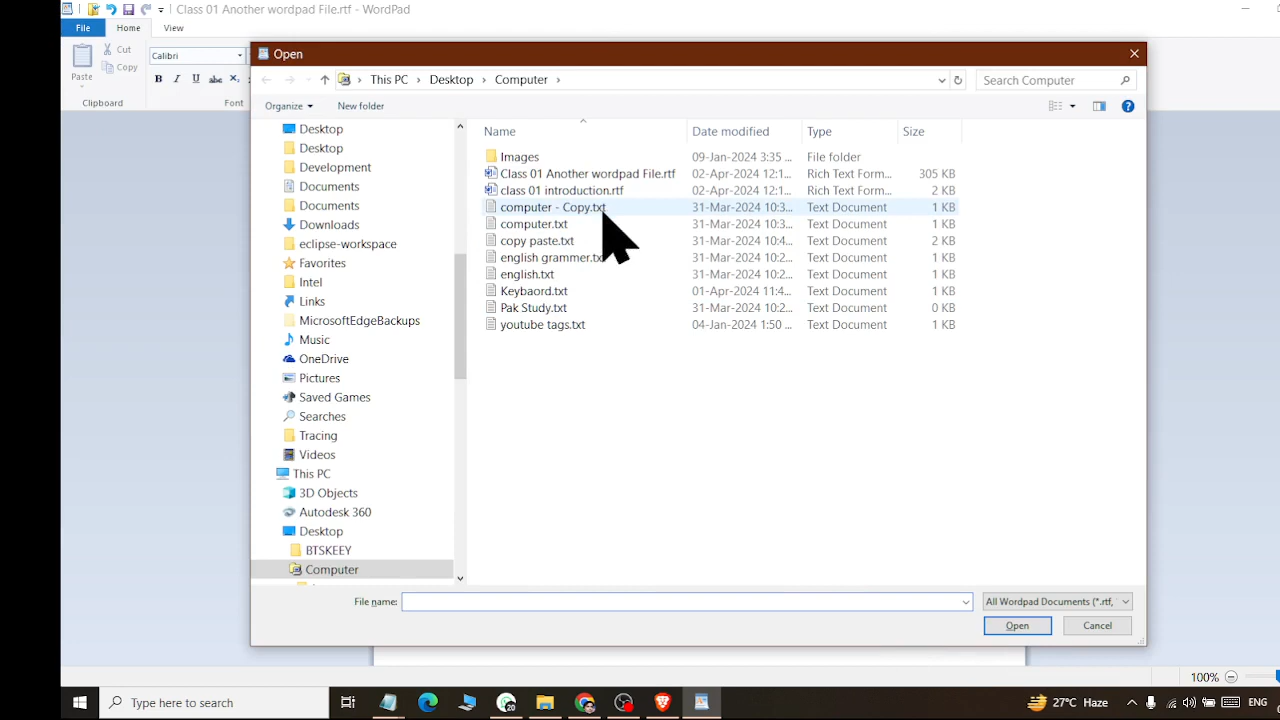 Class 01 Another wordpad File.rtf - WordPad
File Home View
Paste
Cut
Copy
Clipboard
Calibri
B I U abc X
Font
Open
This PC > Desktop > Computer >
Search Computer
Organize New folder
Name Date modified Type Size
Images 09-Jan-2024 3:35 ... File folder
Class 01 Another wordpad File.rtf 02-Apr-2024 12:1... Rich Text Form... 305 KB
class 01 introduction.rtf 02-Apr-2024 12:1... Rich Text Form... 2 KB
computer - Copy.txt 31-Mar-2024 10:3... Text Document 1 KB
computer.txt 31-Mar-2024 10:3... Text Document 1 KB
copy paste.txt 31-Mar-2024 10:4... Text Document 2 KB
english grammer.tx 31-Mar-2024 10:2... Text Document 1 KB
english.txt 31-Mar-2024 10:2... Text Document 1 KB
Keybaord.txt 01-Apr-2024 11:4... Text Document 1 KB
Pak Study.txt 31-Mar-2024 10:2... Text Document 0 KB
youtube tags.txt 04-Jan-2024 1:50 ... Text Document 1 KB
Desktop
Desktop
Development
Documents
Documents
Downloads
eclipse-workspace
Favorites
Intel
Links
MicrosoftEdgeBackups
Music
OneDrive
Pictures
Saved Games
Searches
Tracing
Videos
This PC
3D Objects
Autodesk 360
Desktop
BTSKEEY
Computer
File name: All Wordpad Documents (*.rtf,
Open Cancel
100%
Type here to search
27°C Haze ENG